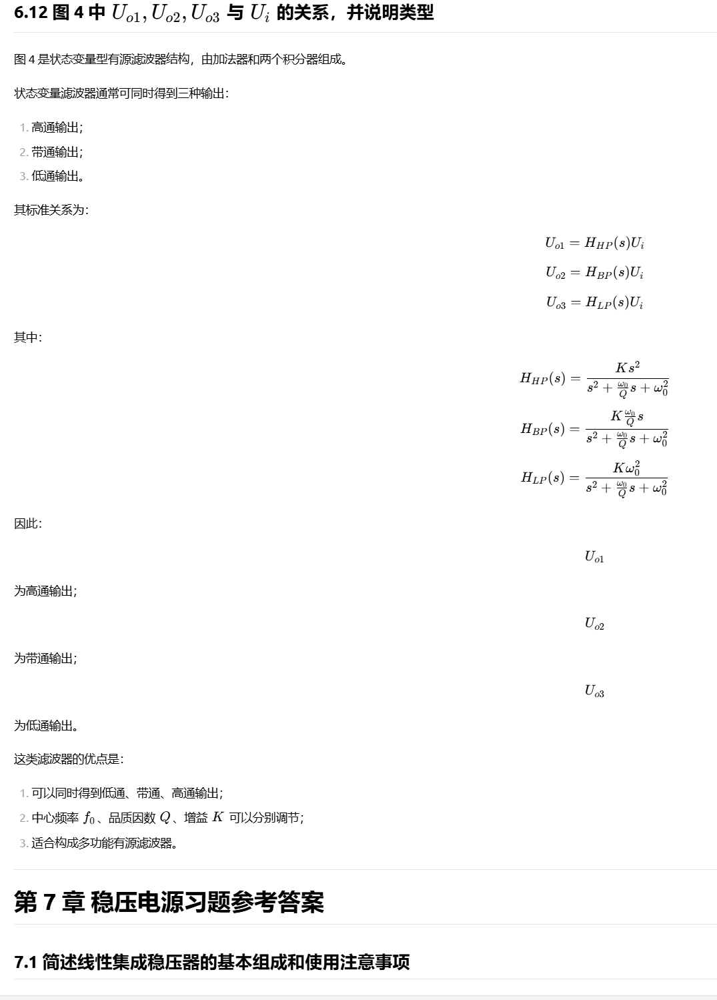 6.12 图 4 中 U_{o1}, U_{o2}, U_{o3} 与 U_i 的关系，并说明类型
图 4 是状态变量型有源滤波器结构，由加法器和两个积分器组成。
状态变量滤波器通常可同时得到三种输出：
1. 高通输出；
2. 带通输出；
3. 低通输出。
其标准关系为：
U_{o1} = H_{HP}(s)U_i
U_{o2} = H_{BP}(s)U_i
U_{o3} = H_{LP}(s)U_i
其中：
H_{HP}(s) = \frac{Ks^2}{s^2 + \frac{\omega_0}{Q}s + \omega_0^2}
H_{BP}(s) = \frac{K\frac{\omega_0}{Q}s}{s^2 + \frac{\omega_0}{Q}s + \omega_0^2}
H_{LP}(s) = \frac{K\omega_0^2}{s^2 + \frac{\omega_0}{Q}s + \omega_0^2}
因此：
U_{o1}
为高通输出；
U_{o2}
为带通输出；
U_{o3}
为低通输出。
这类滤波器的优点是：
1. 可以同时得到低通、带通、高通输出；
2. 中心频率 f_0、品质因数 Q、增益 K 可以分别调节；
3. 适合构成多功能有源滤波器。
第 7 章 稳压电源习题参考答案
7.1 简述线性集成稳压器的基本组成和使用注意事项